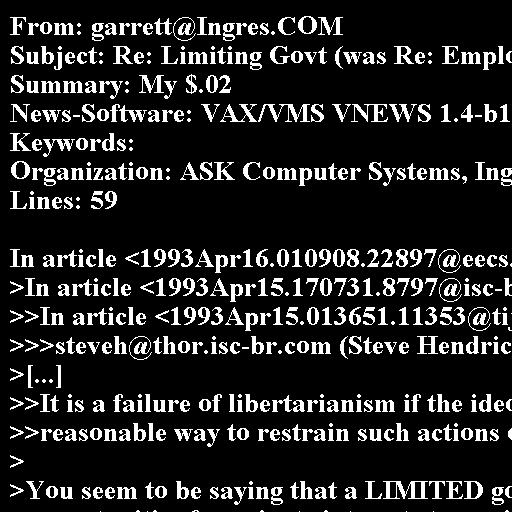 From: garrett@Ingres.COM
Subject: Re: Limiting Govt (was Re: Emplo
Summary: My $.02
News-Software: VAX/VMS VNEWS 1.4-b1
Keywords:
Organization: ASK Computer Systems, Ing
Lines: 59

In article <1993Apr16.010908.22897@eecs.
>In article <1993Apr15.170731.8797@isc-b
>>In article <1993Apr15.013651.11353@tij
>>>steveh@thor.isc-br.com (Steve Hendric
>[...]
>>It is a failure of libertarianism if the ideo
>>reasonable way to restrain such actions
>
>You seem to be saying that a LIMITED go